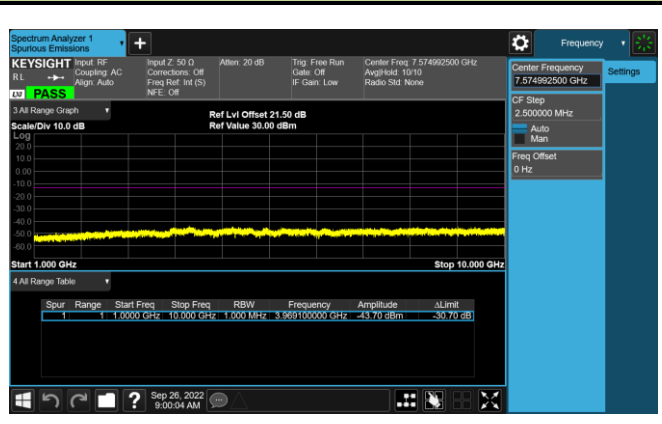 Spectrum Analyzer 1
Spurious Emissions
Frequency
KEYSIGHT Input: RF Input Z: 50 Ω Atten: 20 dB Trig: Free Run Center Freq: 7.574992500 GHz
RL Coupling: AC Corrections: Off Gate: Off Avg|Hold: 10/10
Align: Auto Freq Ref: Int (S) IF Gain: Low Radio Std: None
LXI PASS NFE: Off
Center Frequency
7.574992500 GHz
Settings
CF Step
2.500000 MHz
Auto
Man
Freq Offset
0 Hz
3 All Range Graph
Ref Lvl Offset 21.50 dB
Scale/Div 10.0 dB Ref Value 30.00 dBm
Log
20.0
10.0
0.00
-10.0
-20.0
-30.0
-40.0
-50.0
-60.0
Start 1.000 GHz Stop 10.000 GHz
4 All Range Table
Spur Range Start Freq Stop Freq RBW Frequency Amplitude ΔLimit
1 1 1.0000 GHz 10.000 GHz 1.000 MHz 3.969100000 GHz -43.70 dBm -30.70 dB
? Sep 26, 2022
9:00:04 AM